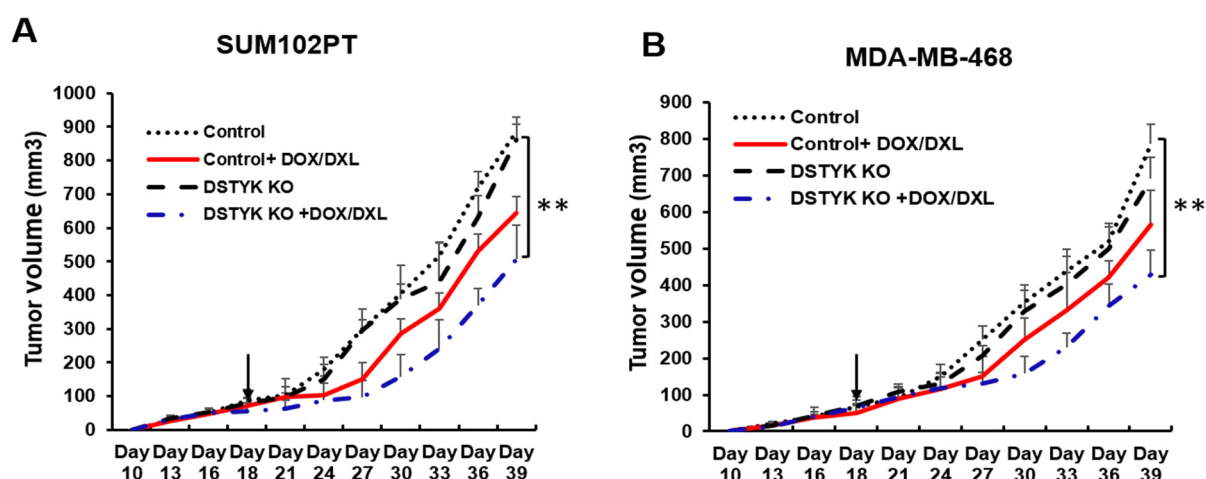 A
SUM102PT
Tumor volume (mm3)
1000
900
800
700
600
500
400
300
200
100
0
Control
Control+ DOX/DXL
DSTYK KO
DSTYK KO +DOX/DXL
**
Day Day Day Day Day Day Day Day Day Day Day
10 13 16 18 21 24 27 30 33 36 39
B
MDA-MB-468
Tumor volume (mm3)
900
800
700
600
500
400
300
200
100
0
Control
Control+ DOX/DXL
DSTYK KO
DSTYK KO +DOX/DXL
**
Day Day Day Day Day Day Day Day Day Day Day
10 13 16 18 21 24 27 30 33 36 39